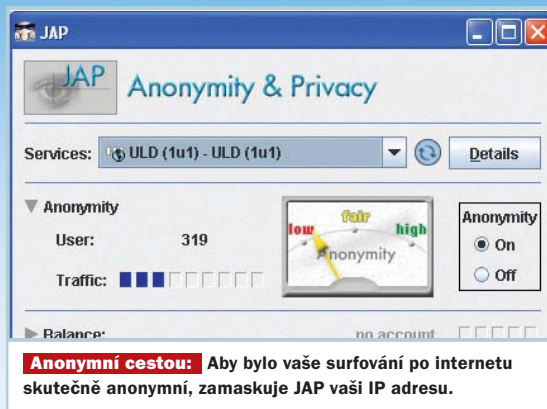 JAP
JAP Anonymity & Privacy
Services: ULD (1u1) - ULD (1u1) Details
Anonymity
User: 319
Traffic:
low fair high
Anonymity
Anonymity
On
Off
Balance: no account
Anonymní cestou: Aby bylo vaše surfování po internetu
skutečně anonymní, zamaskuje JAP vaši IP adresu.